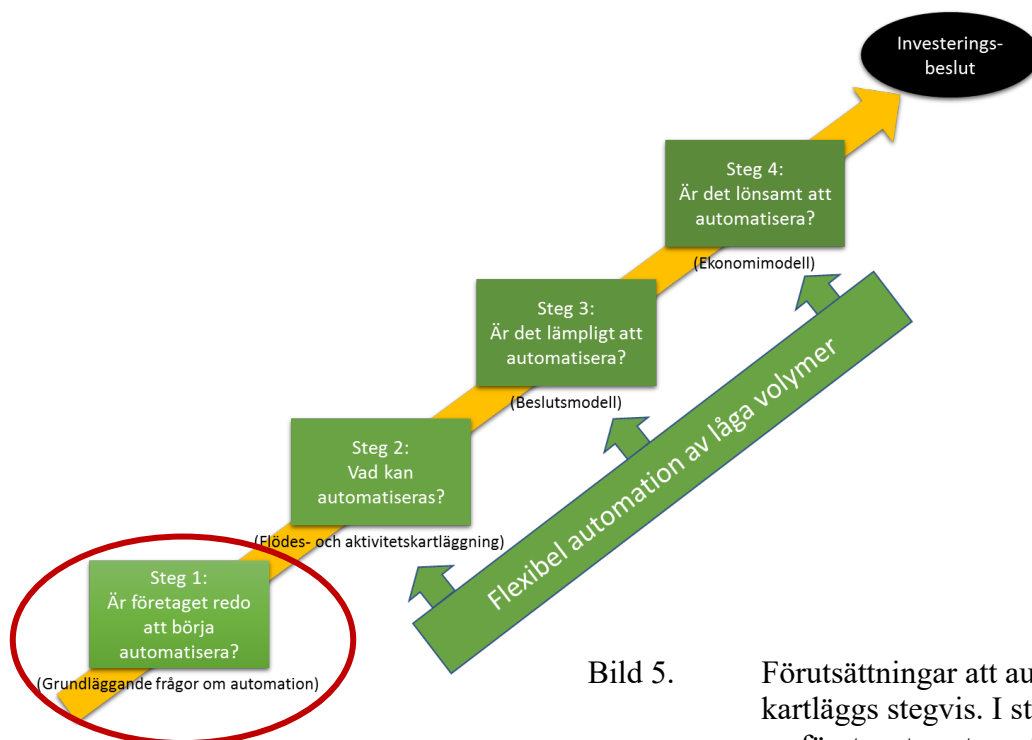 Investerings-
beslut
Steg 4:
Är det lönsamt att
automatisera?
(Ekonomimodell)
Steg 3:
Är det lämpligt att
automatisera?
(Beslutsmodell)
Steg 2:
Vad kan
automatiseras?
(Flödes- och aktivitetskartläggning)
Steg 1:
Är företaget redo
att börja
automatisera?
(Grundläggande frågor om automation)
Flexibel automation av låga volymer
Bild 5.
Förutsättningar att au
kartläggs stegvis. I st